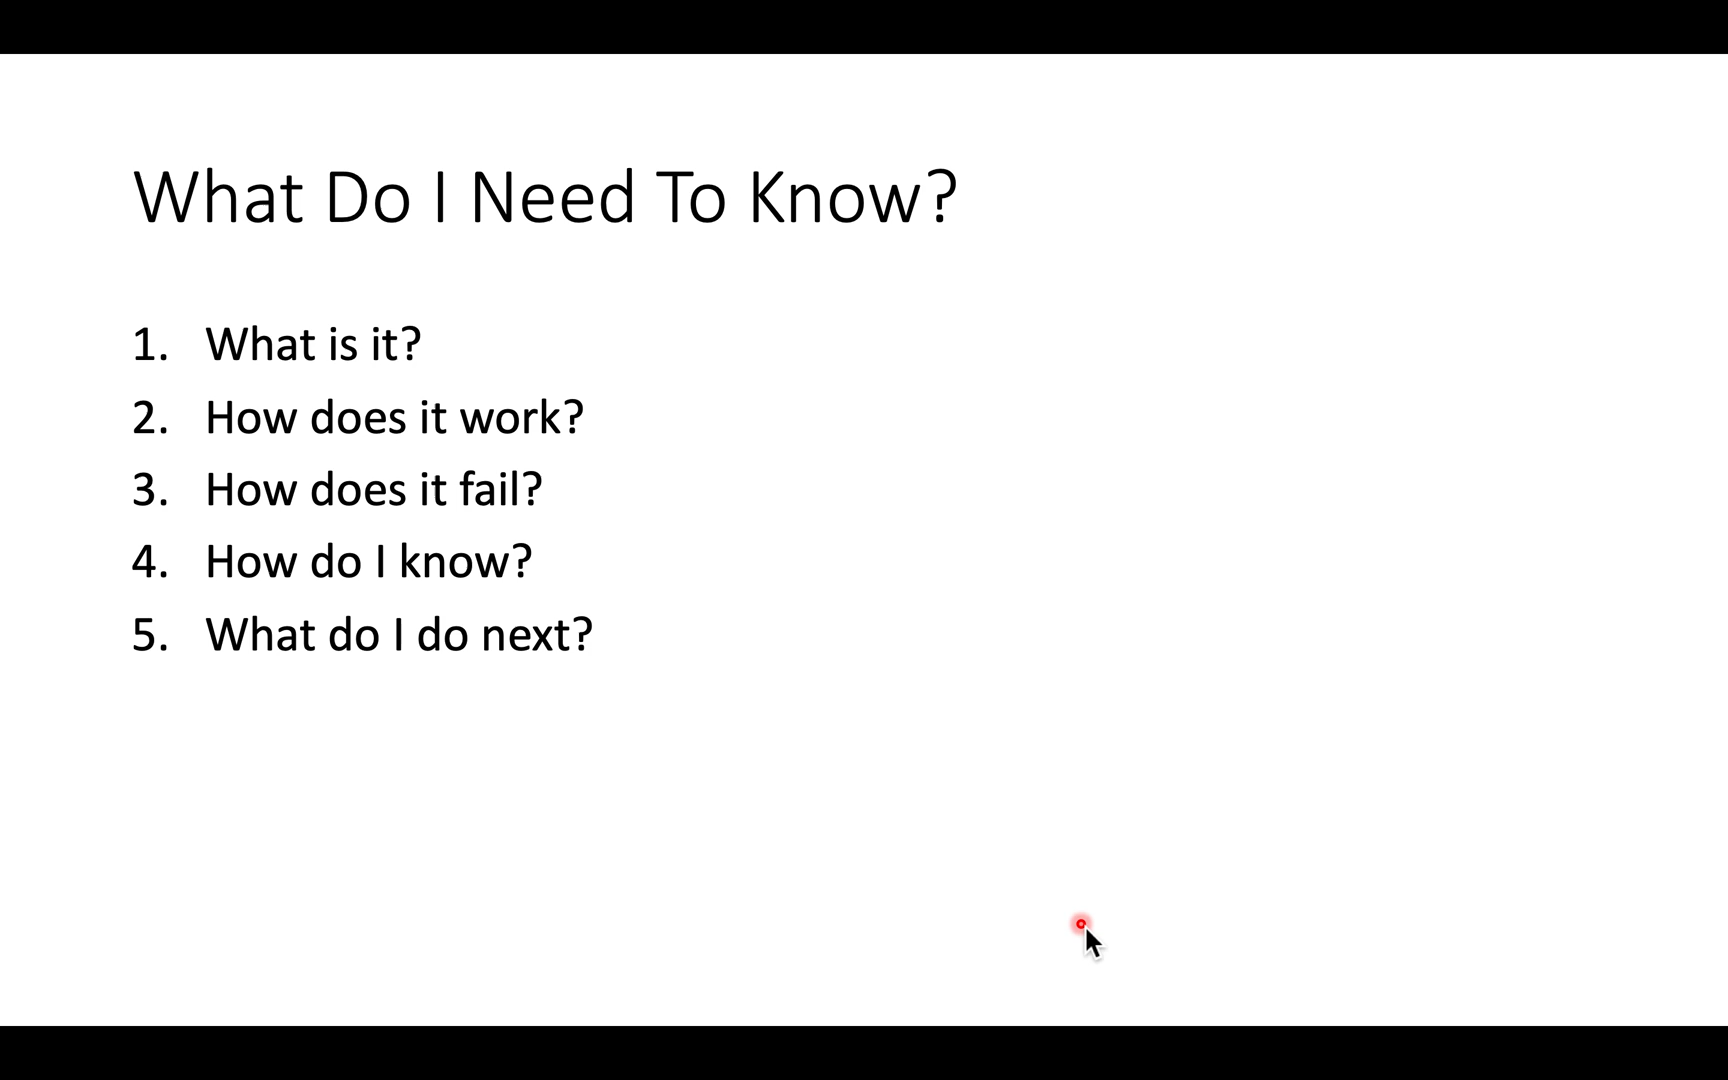 What Do I Need To Know?
1. What is it?
2. How does it work?
3. How does it fail?
4. How do I know?
5. What do I do next?